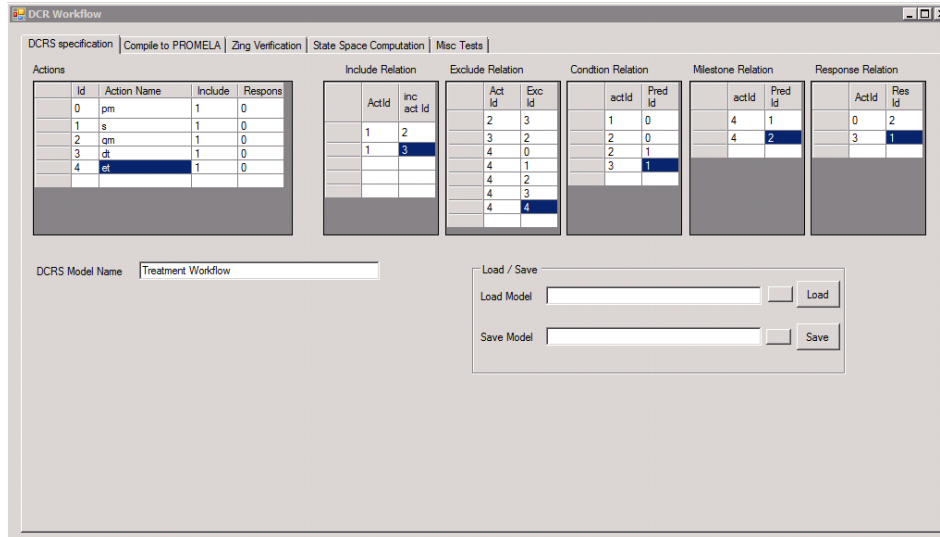 DCR Workflow
DCRS specification Compile to PROMELA Zing Verification State Space Computation Misc Tests
Actions Include Relation Exclude Relation Condtion Relation Milestone Relation Response Relation
Id Action Name Include Respons
0 pm 1 0
1 s 1 0
2 gm 1 0
3 dt 1 0
4 et 1 0
ActId inc act Id
1 2
1 3
Act Id Exc Id
2 3
3 2
4 0
4 1
4 2
4 3
4 4
actId Pred Id
1 0
2 0
2 1
3 1
actId Pred Id
4 1
4 2
ActId Res Id
0 2
3 1
DCRS Model Name Treatment Workflow
Load / Save
Load Model Load
Save Model Save